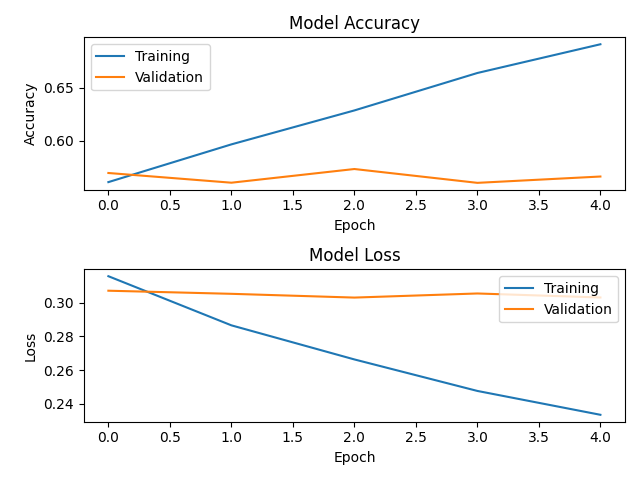 Model Accuracy
Training
Validation
Accuracy
0.65
0.60
0.0 0.5 1.0 1.5 2.0 2.5 3.0 3.5 4.0
Epoch
Model Loss
Training
Validation
Loss
0.30
0.28
0.26
0.24
0.0 0.5 1.0 1.5 2.0 2.5 3.0 3.5 4.0
Epoch